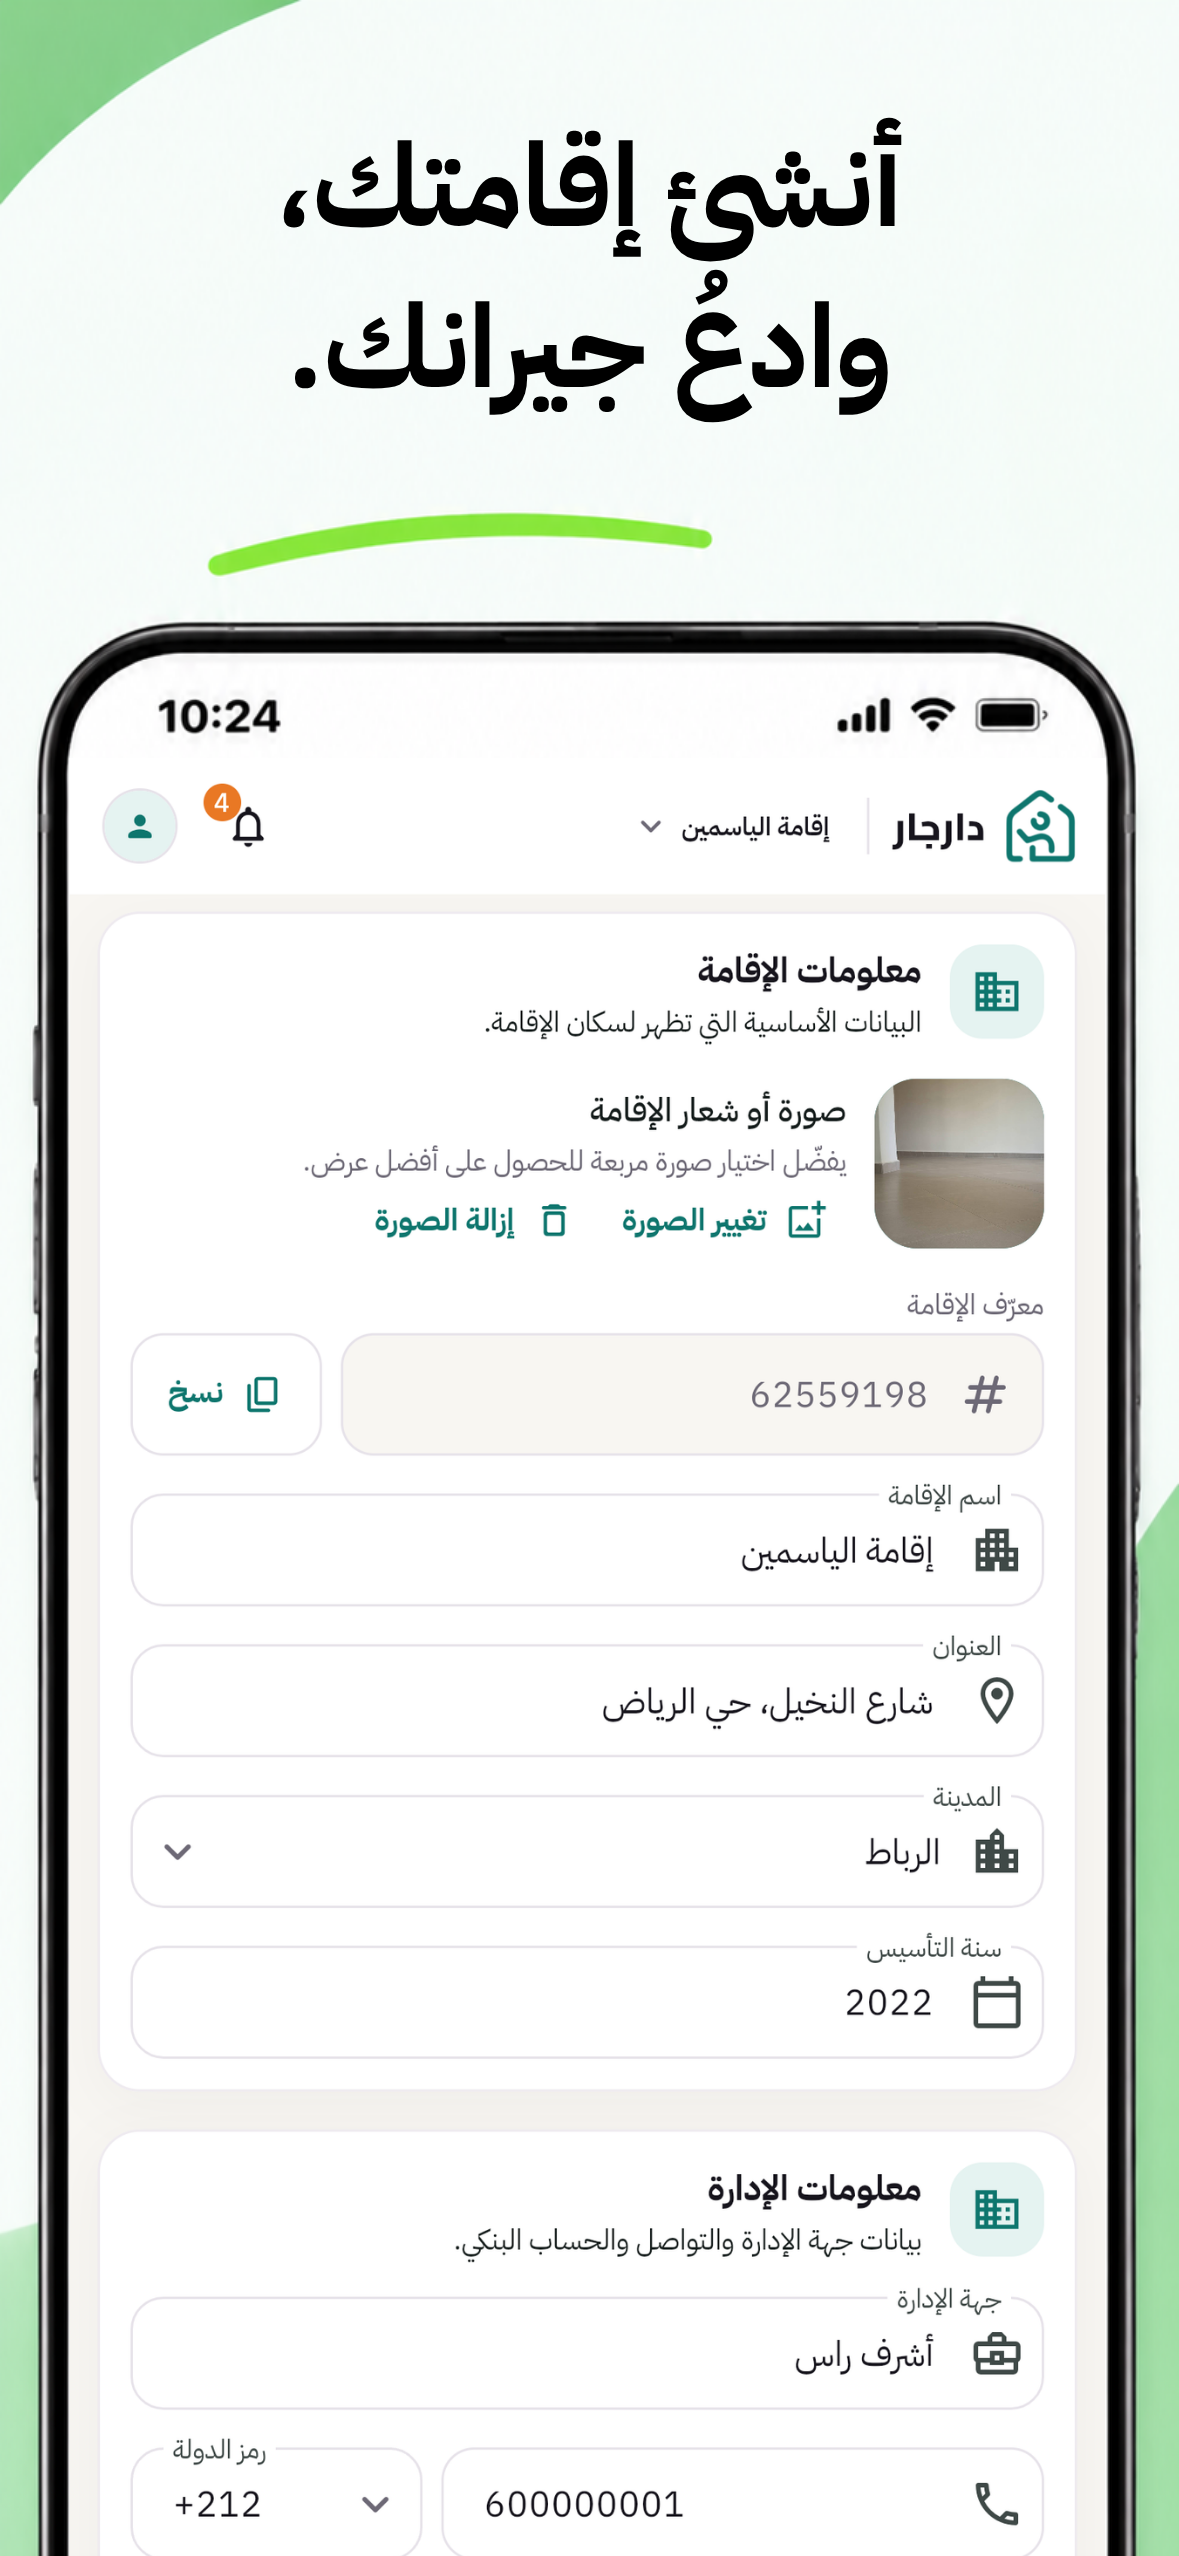 أنشئ إقامتك،
وادعُ جيرانك.
10:24
دارجار
إقامة الياسمين
4
معلومات الإقامة
البيانات الأساسية التي تظهر لسكان الإقامة.
صورة أو شعار الإقامة
يفضّل اختيار صورة مربعة للحصول على أفضل عرض.
تغيير الصورة
إزالة الصورة
معرّف الإقامة
# 62559198
نسخ
اسم الإقامة
إقامة الياسمين
العنوان
شارع النخيل، حي الرياض
المدينة
الرباط
سنة التأسيس
2022
معلومات الإدارة
بيانات جهة الإدارة والتواصل والحساب البنكي.
جهة الإدارة
أشرف راس
600000001
رمز الدولة
+212